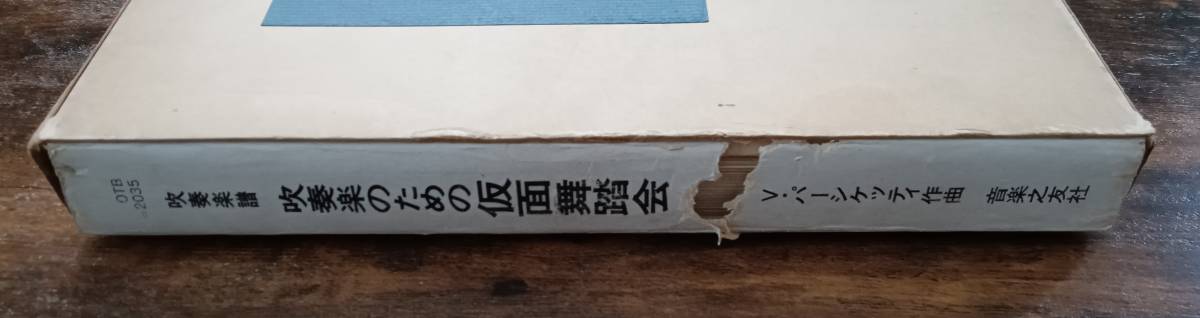 OTB
2035
吹奏楽譜
吹奏楽のための仮面舞踏会
V・パーシケッティ作曲
音楽之友社